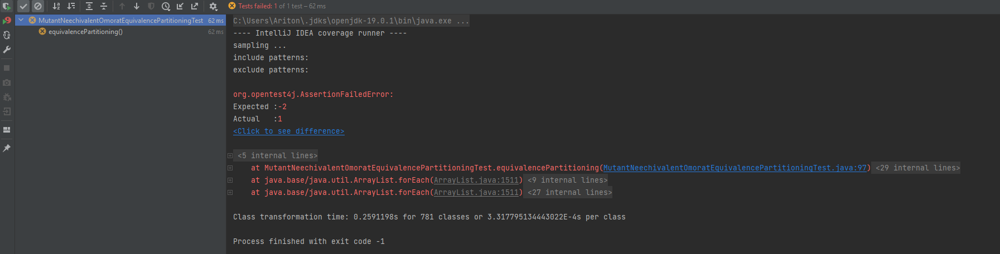 Tests failed: 1 of 1 test – 62 ms
MutantNeechivalentOmoratEquivalencePartitioningTest 62 ms
equivalencePartitioning() 62 ms
C:\Users\Ariton\.jdks\openjdk-19.0.1\bin\java.exe ...
---- IntelliJ IDEA coverage runner ----
sampling ...
include patterns:
exclude patterns:
org.opentest4j.AssertionFailedError:
Expected :-2
Actual   :1
<Click to see difference>
<5 internal lines>
at MutantNeechivalentOmoratEquivalencePartitioningTest.equivalencePartitioning(MutantNeechivalentOmoratEquivalencePartitioningTest.java:97) <29 internal lines>
at java.base/java.util.ArrayList.forEach(ArrayList.java:1511) <9 internal lines>
at java.base/java.util.ArrayList.forEach(ArrayList.java:1511) <27 internal lines>
Class transformation time: 0.2591198s for 781 classes or 3.317795134443022E-4s per class
Process finished with exit code -1